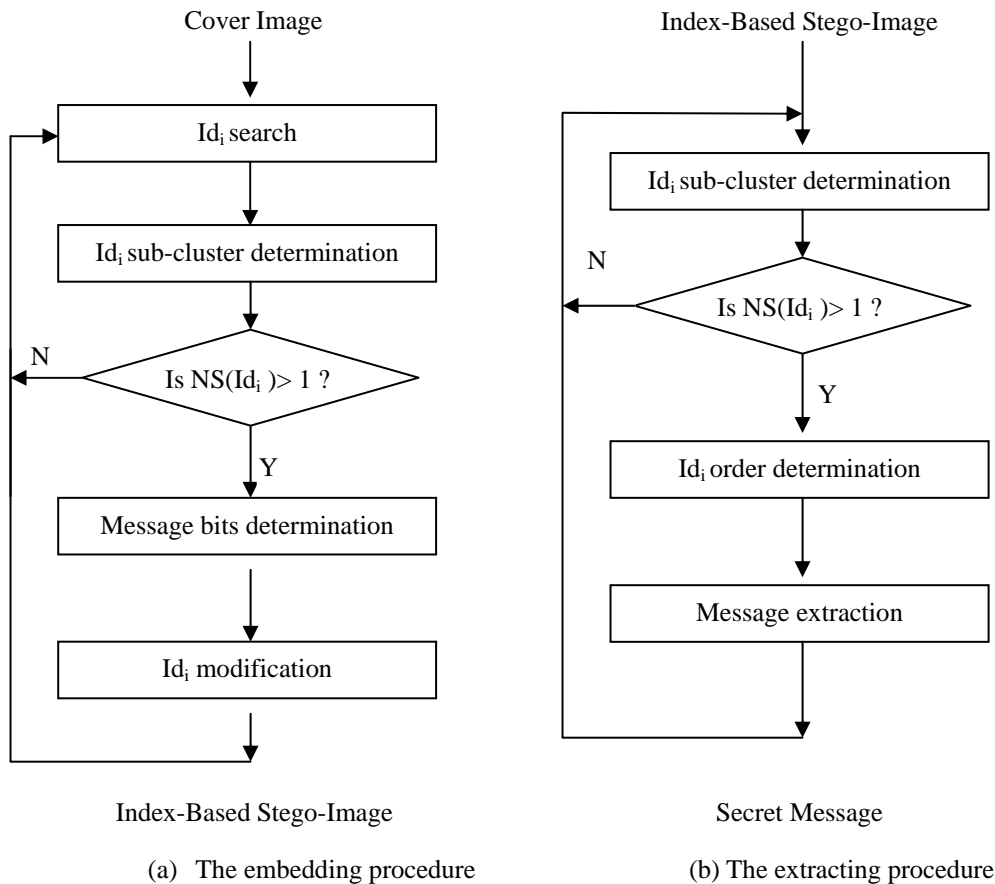 Cover Image
Idi search
Idi sub-cluster determination
Is NS(Idi )> 1 ?
N
Y
Message bits determination
Idi modification
Index-Based Stego-Image
(a) The embedding procedure
Index-Based Stego-Image
Idi sub-cluster determination
N
Is NS(Idi )> 1 ?
Y
Idi order determination
Message extraction
Secret Message
(b) The extracting procedure